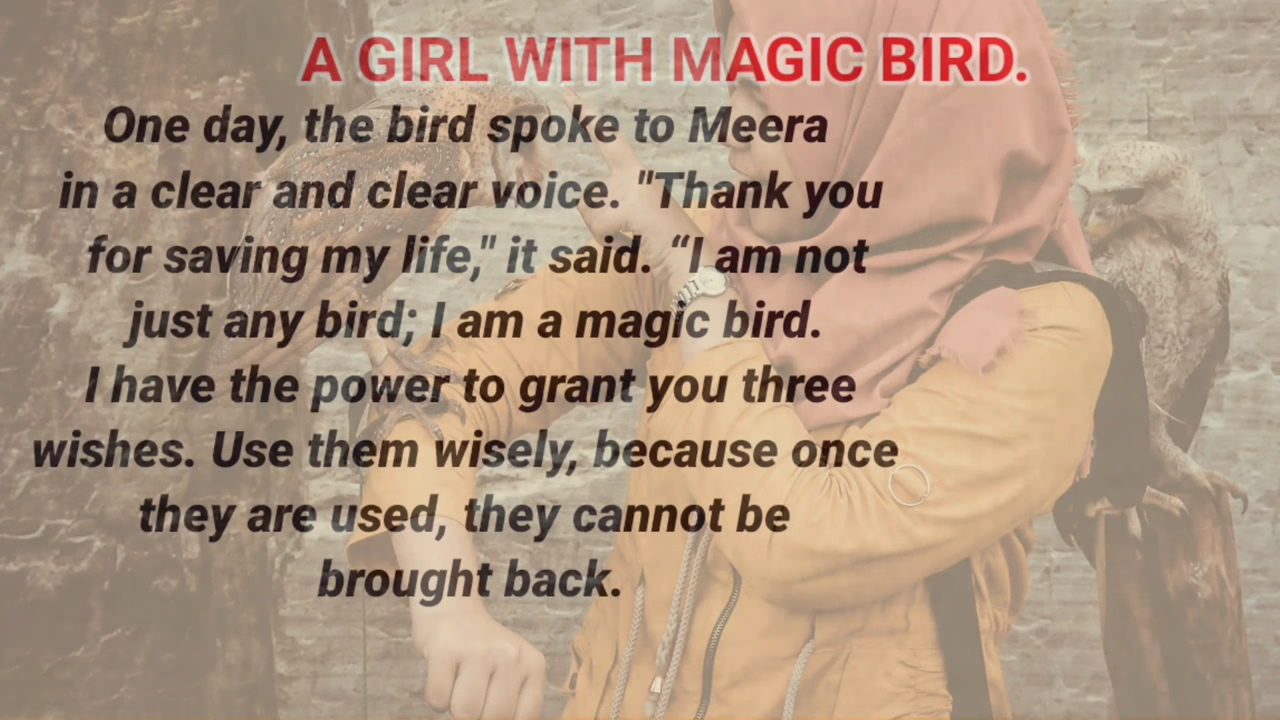 A GIRL WITH MAGIC BIRD.
One day, the bird spoke to Meera
in a clear and clear voice. "Thank you
for saving my life," it said. “I am not
just any bird; I am a magic bird.
I have the power to grant you three
wishes. Use them wisely, because once
they are used, they cannot be
brought back.